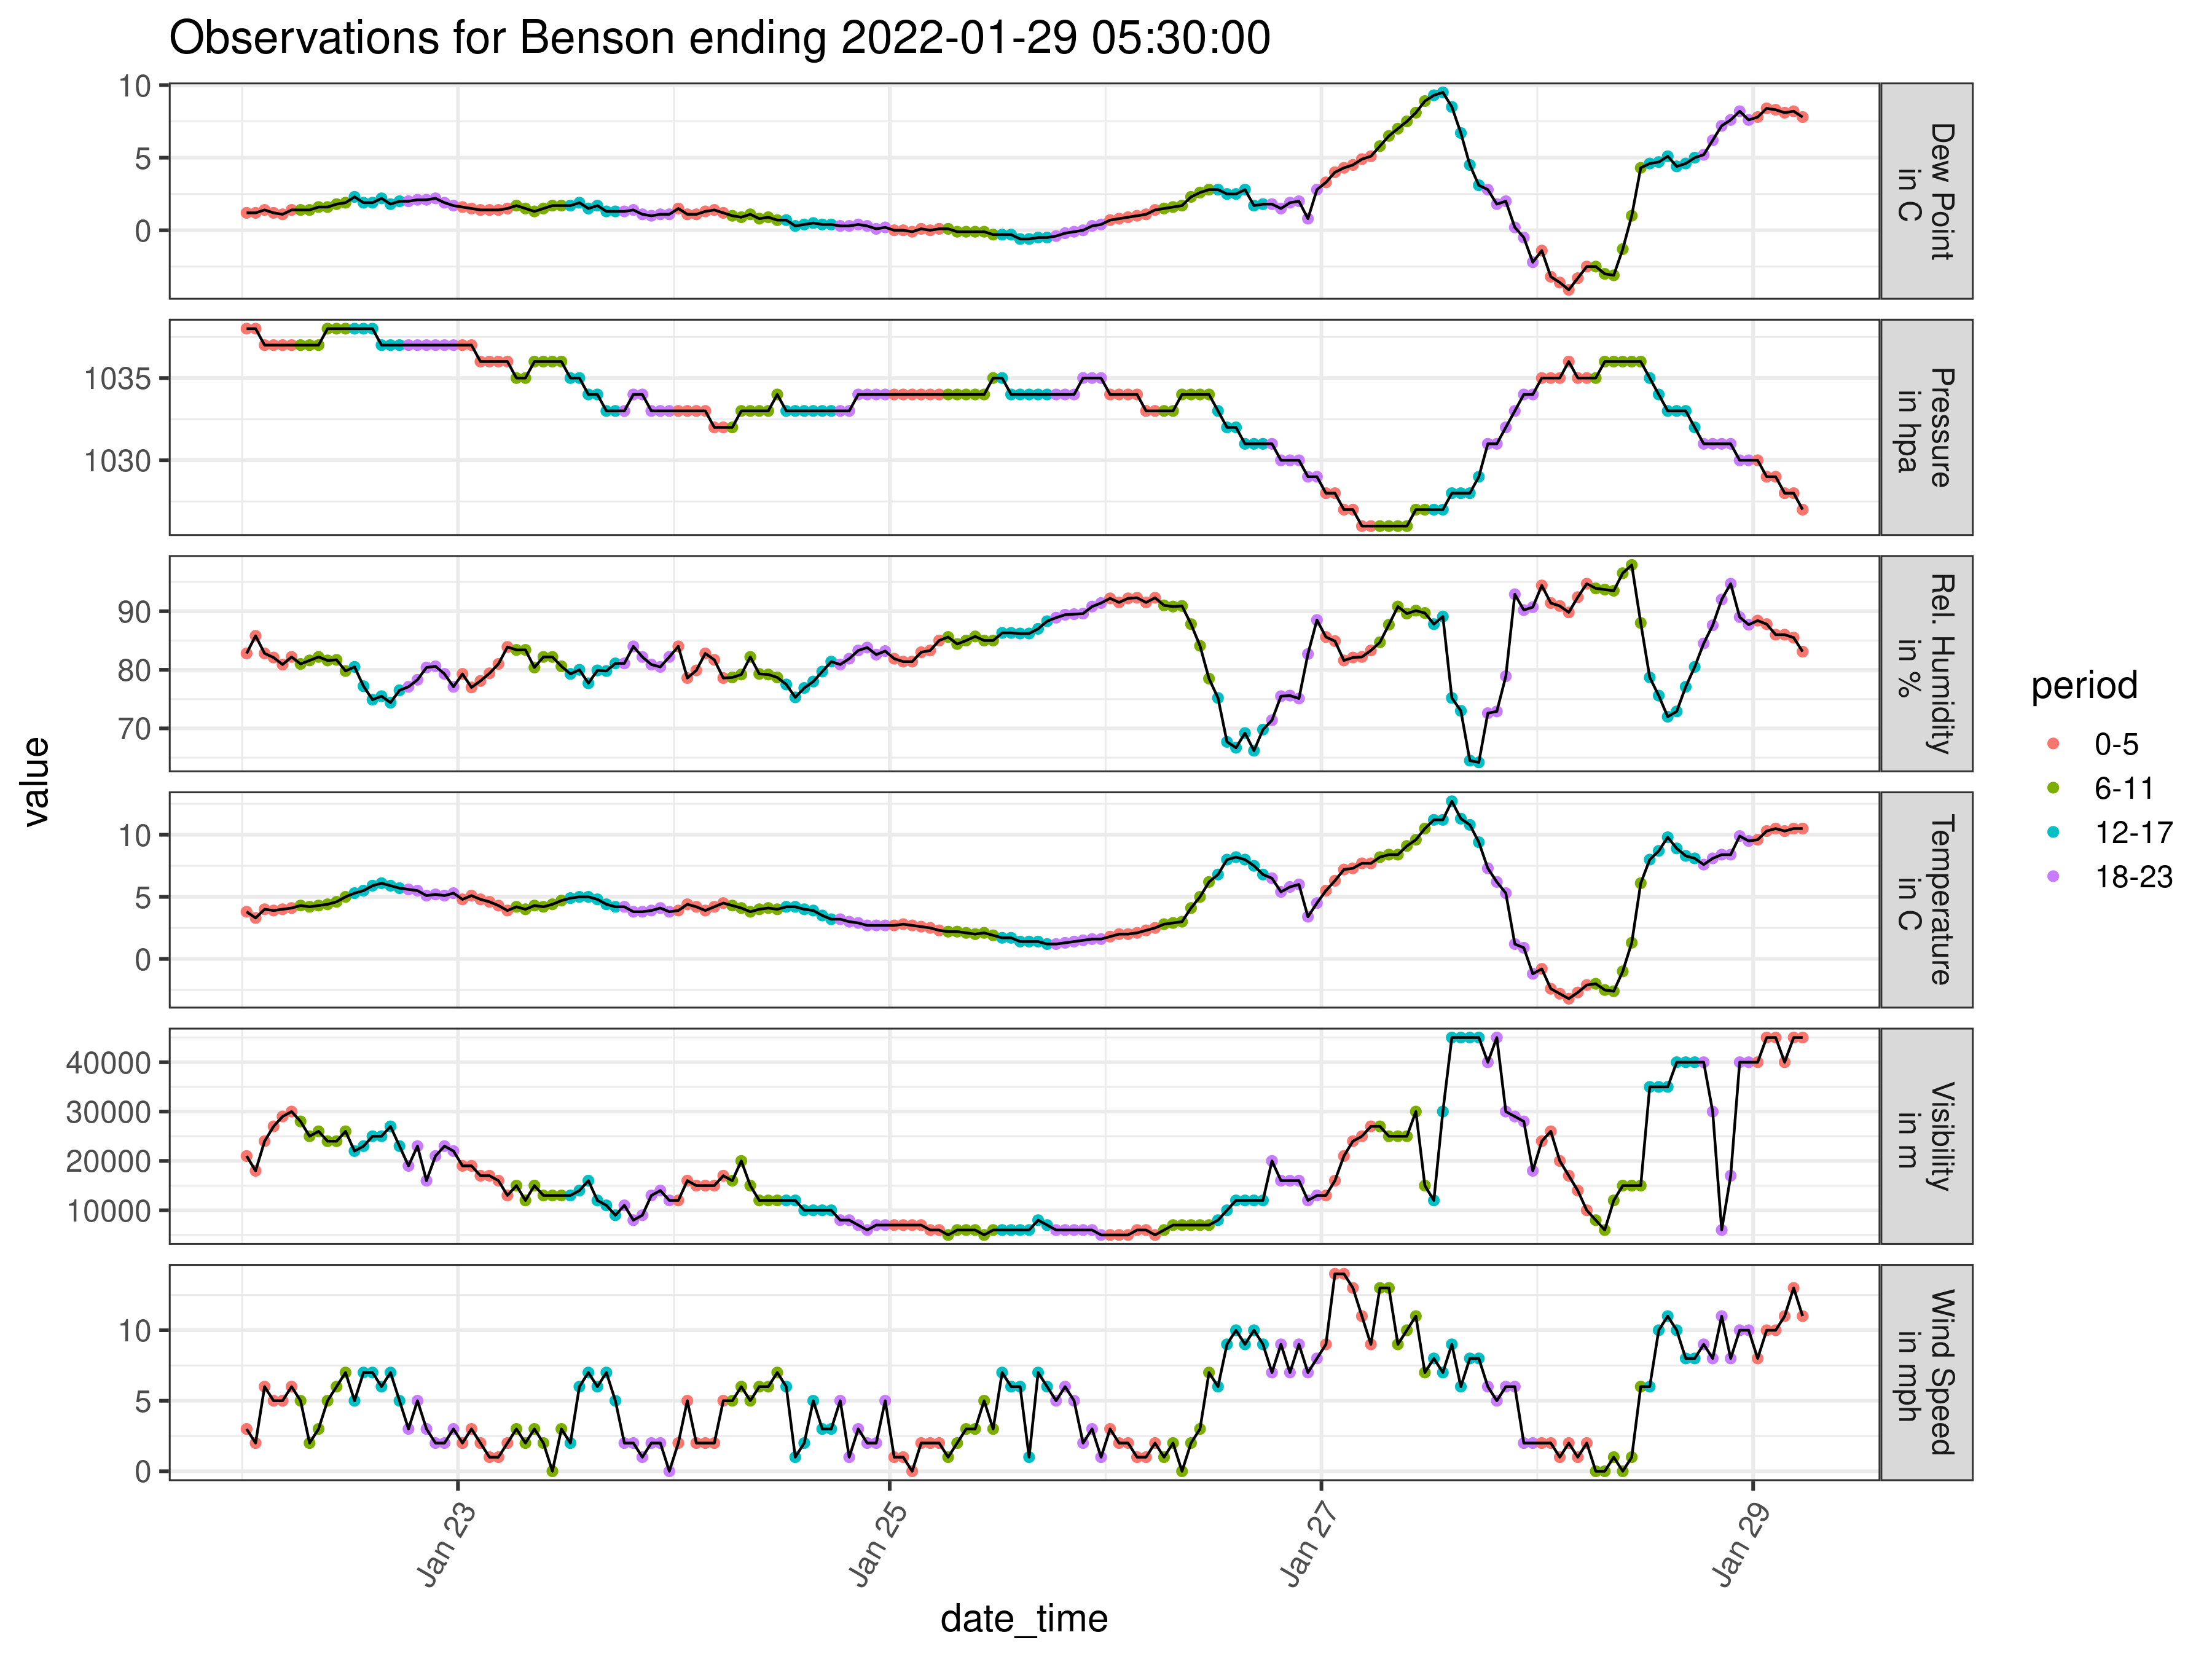 Observations for Benson ending 2022-01-29 05:30:00
value
10
5
0
Dew Point
in C
1035
1030
Pressure
in hpa
90
80
70
Rel. Humidity
in %
10
5
0
Temperature
in C
40000
30000
20000
10000
Visibility
in m
10
5
0
Wind Speed
in mph
Jan 23
Jan 25
Jan 27
Jan 29
date_time
period
0-5
6-11
12-17
18-23